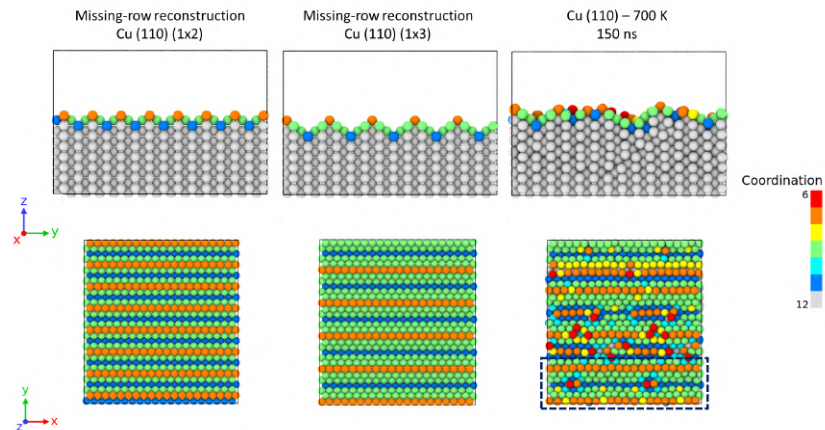 Missing-row reconstruction
Cu (110) (1x2)
Missing-row reconstruction
Cu (110) (1x3)
Cu (110) – 700 K
150 ns
Coordination
6
12
z
x
y
y
z
x